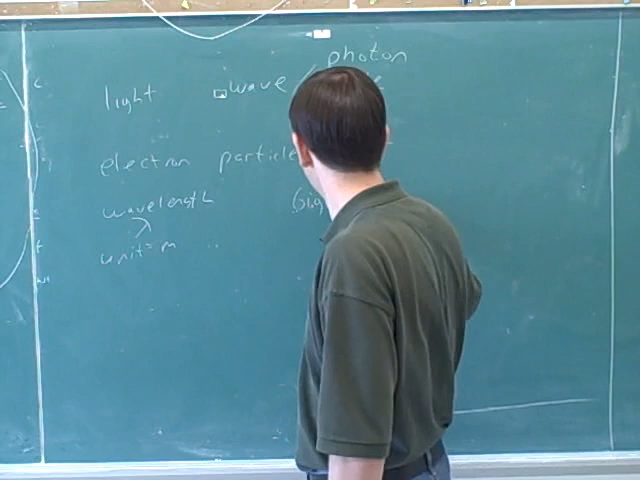 photon
light wave /
electron particle
wavelength
λ
unit = m